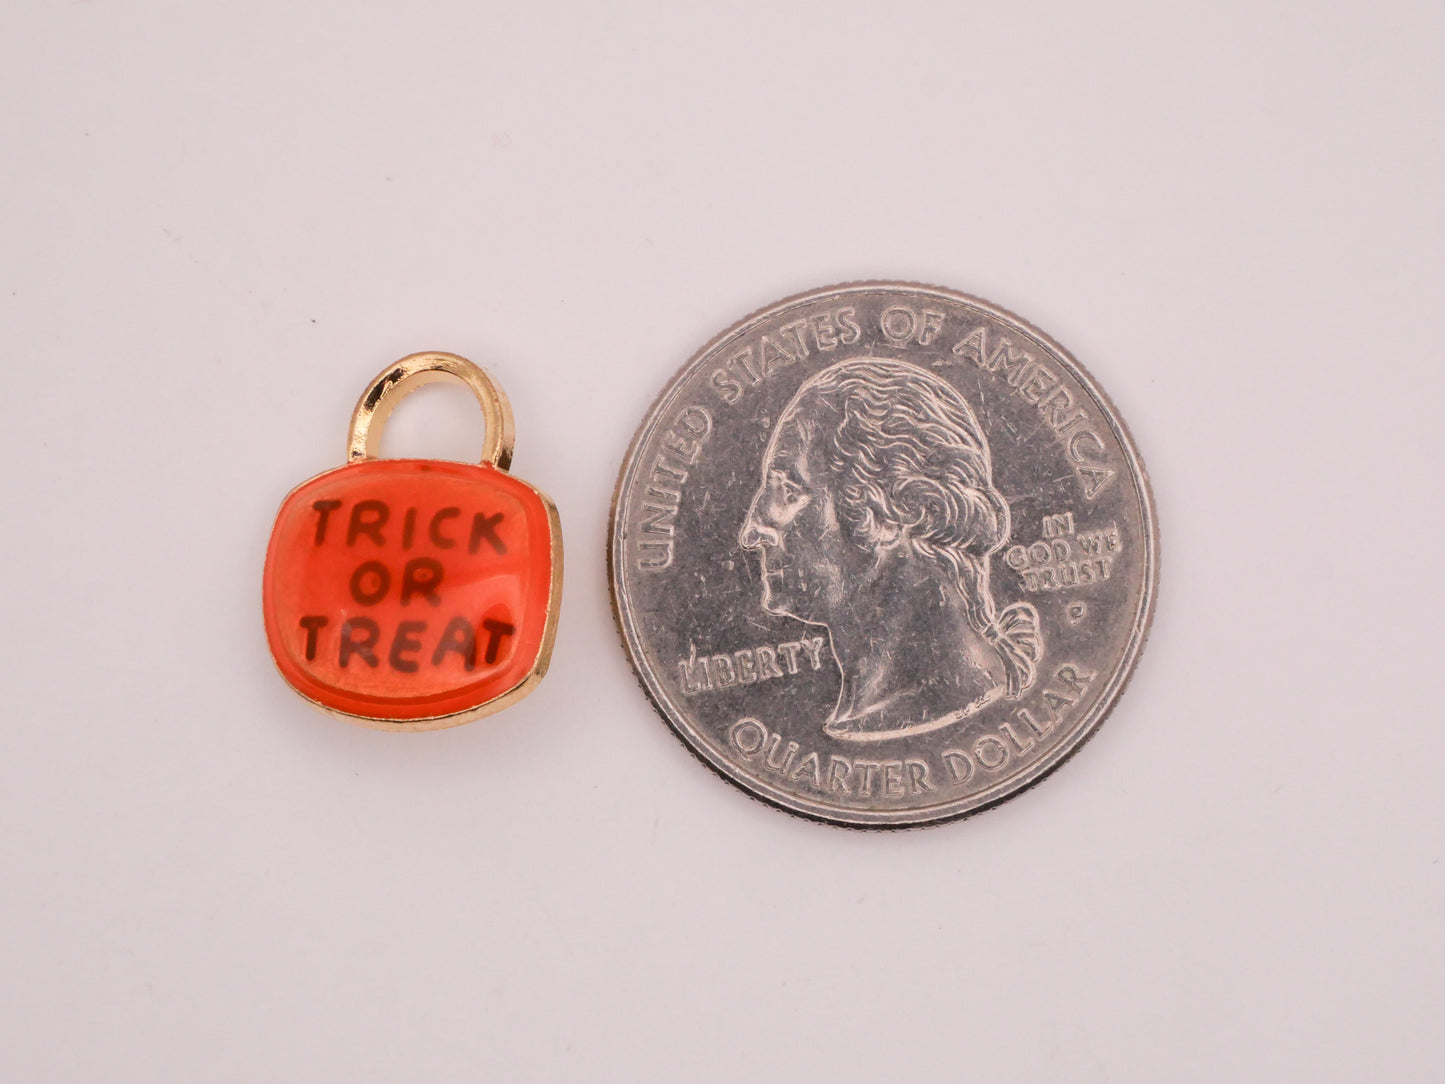 TRICK
OR
TREAT
UNITED STATES OF AMERICA
IN
GOD WE
TRUST
P
LIBERTY
QUARTER DOLLAR